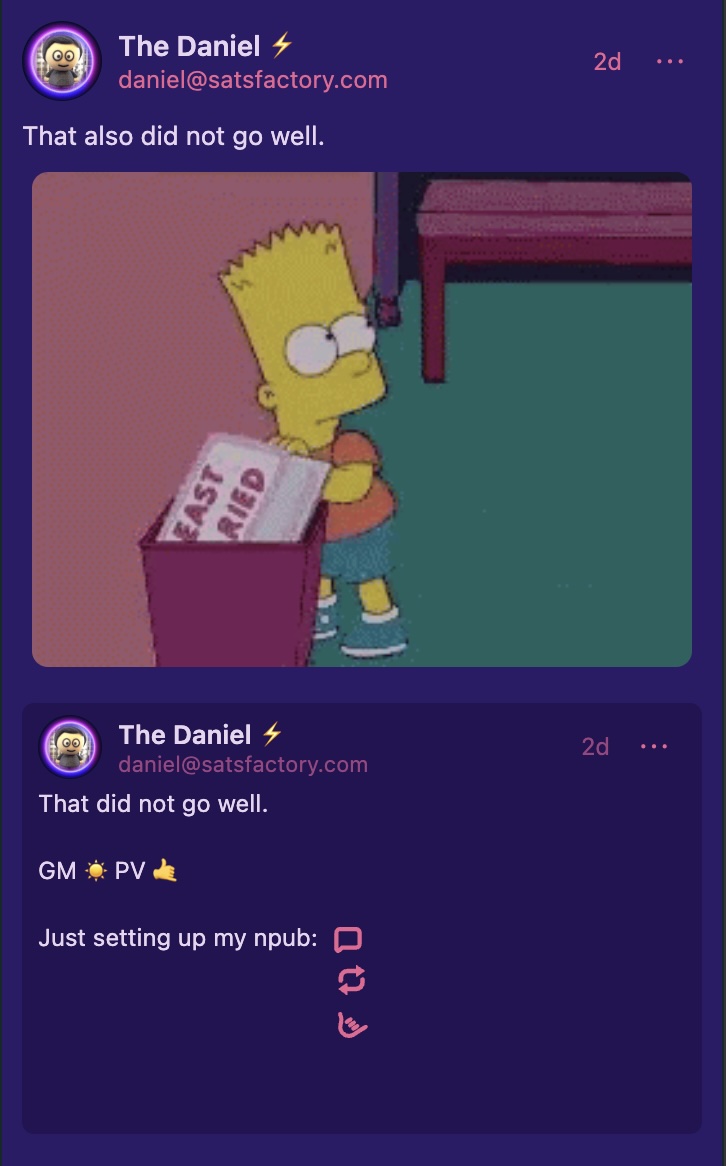 The Daniel ⚡
daniel@satsfactory.com
2d
That also did not go well.
EAST
RIED
The Daniel ⚡
daniel@satsfactory.com
2d
That did not go well.
GM ☀️ PV 🤙
Just setting up my npub: